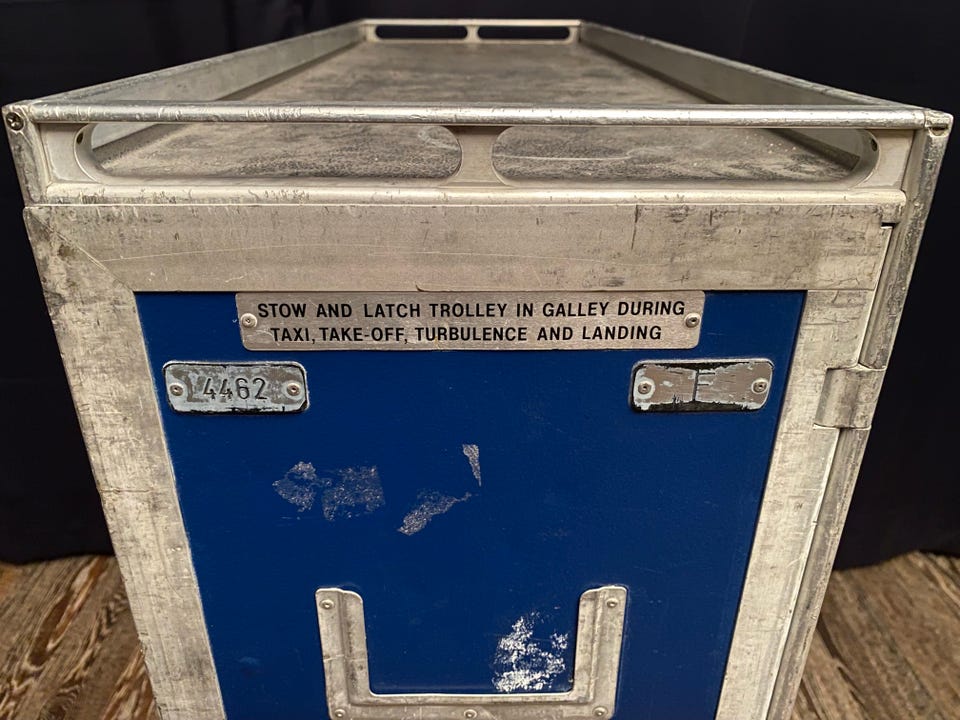 STOW AND LATCH TROLLEY IN GALLEY DURING
TAXI, TAKE-OFF, TURBULENCE AND LANDING
4462